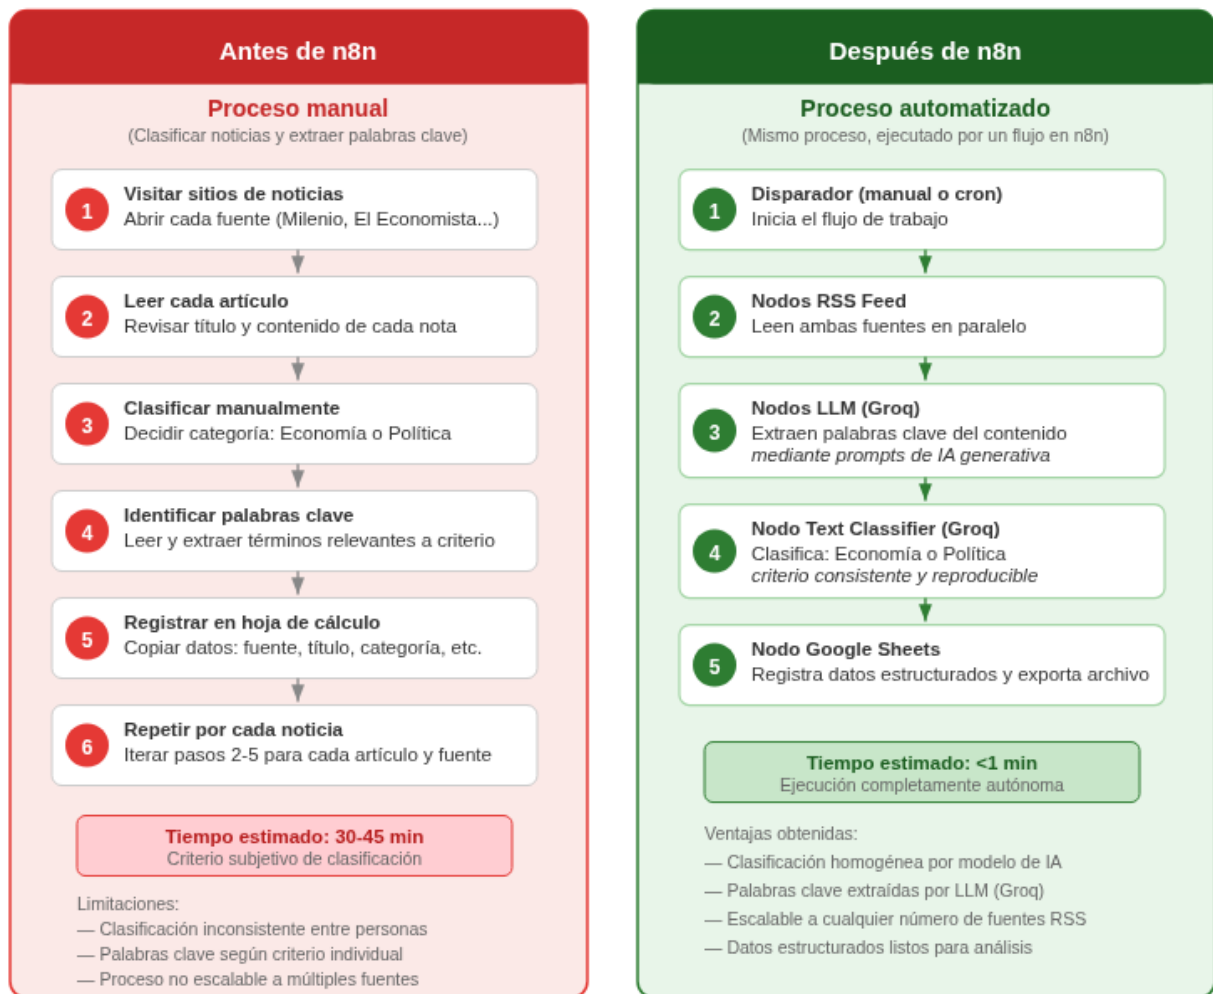 Antes de n8n
Proceso manual
(Clasificar noticias y extraer palabras clave)
1
Visitar sitios de noticias
Abrir cada fuente (Milenio, El Economista...)
2
Leer cada artículo
Revisar título y contenido de cada nota
3
Clasificar manualmente
Decidir categoría: Economía o Política
4
Identificar palabras clave
Leer y extraer términos relevantes a criterio
5
Registrar en hoja de cálculo
Copiar datos: fuente, título, categoría, etc.
6
Repetir por cada noticia
Iterar pasos 2-5 para cada artículo y fuente
Tiempo estimado: 30-45 min
Criterio subjetivo de clasificación
Limitaciones:
— Clasificación inconsistente entre personas
— Palabras clave según criterio individual
— Proceso no escalable a múltiples fuentes
Después de n8n
Proceso automatizado
(Mismo proceso, ejecutado por un flujo en n8n)
1
Disparador (manual o cron)
Inicia el flujo de trabajo
2
Nodos RSS Feed
Leen ambas fuentes en paralelo
3
Nodos LLM (Groq)
Extraen palabras clave del contenido
mediante prompts de IA generativa
4
Nodo Text Classifier (Groq)
Clasifica: Economía o Política
criterio consistente y reproducible
5
Nodo Google Sheets
Registra datos estructurados y exporta archivo
Tiempo estimado: <1 min
Ejecución completamente autónoma
Ventajas obtenidas:
— Clasificación homogénea por modelo de IA
— Palabras clave extraídas por LLM (Groq)
— Escalable a cualquier número de fuentes RSS
— Datos estructurados listos para análisis